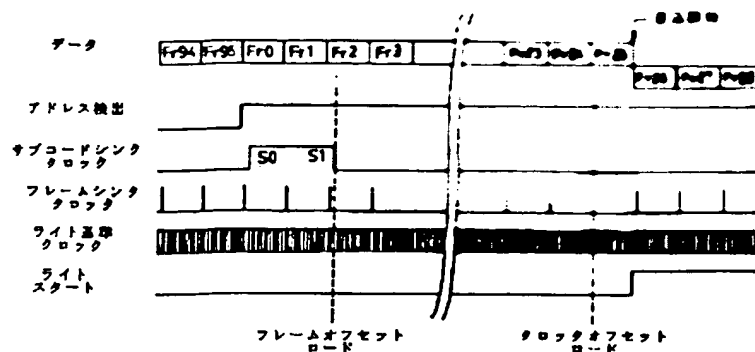 データ
Fr94 Fr95 Fr0 Fr1 Fr2 Fr3
アドレス検出
サブコードシンク
クロック
S0 S1
フレームシンク
クロック
ライト基準
クロック
ライト
スタート
フレームオフセット
ロード
クロックオフセット
ロード